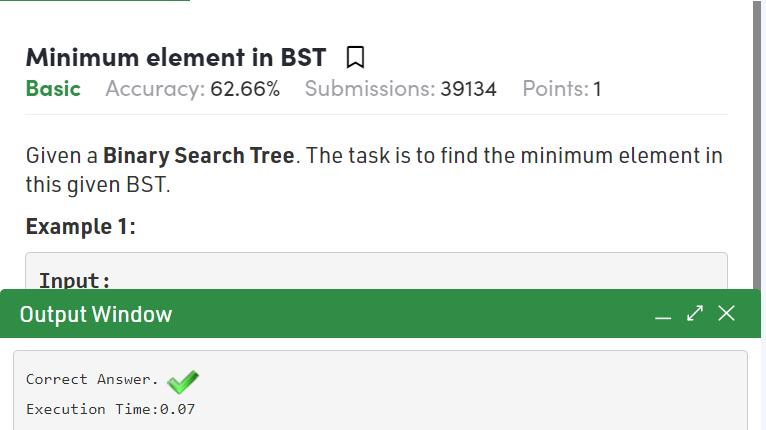 Minimum element in BST
Basic Accuracy: 62.66% Submissions: 39134 Points: 1
Given a Binary Search Tree. The task is to find the minimum element in
this given BST.
Example 1:
Input:
Output Window
Correct Answer.
Execution Time:0.07